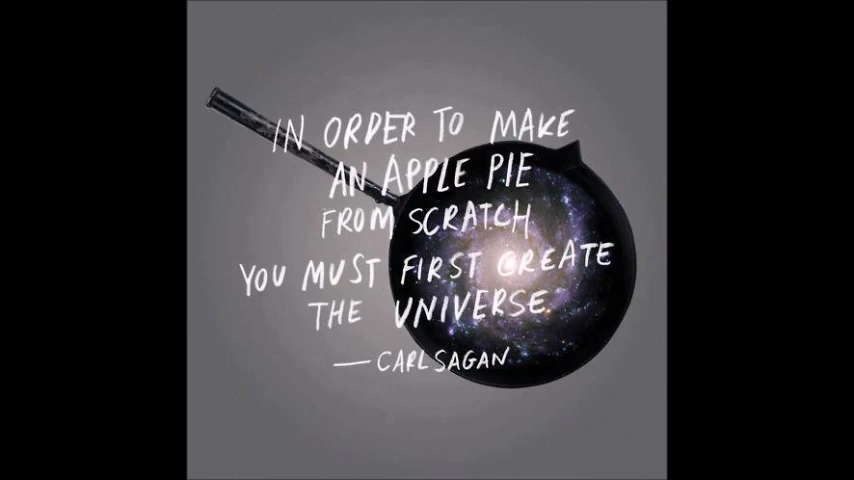 IN ORDER TO MAKE
AN APPLE PIE
FROM SCRATCH
YOU MUST FIRST CREATE
THE UNIVERSE
— CARL SAGAN